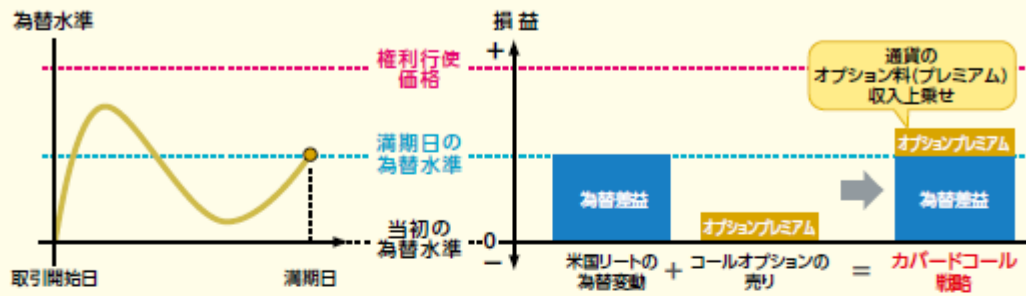 為替水準
取引開始日
満期日
権利行使
価格
満期日の
為替水準
当初の
為替水準
損益
+
0
−
為替差益
オプションプレミアム
通貨の
オプション料(プレミアム)
収入上乗せ
オプションプレミアム
為替差益
米国リートの
為替変動
+
コールオプションの
売り
=
カバードコール
戦略